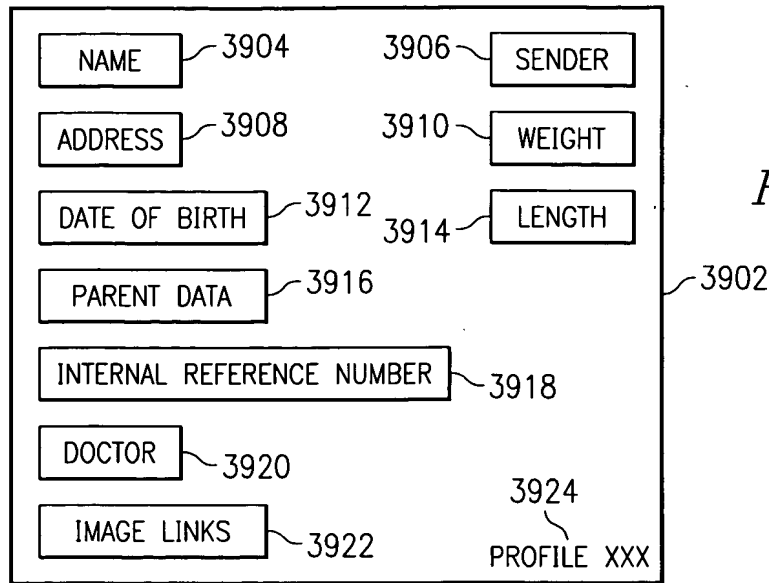 NAME 3904 3906 SENDER
ADDRESS 3908 3910 WEIGHT
DATE OF BIRTH 3912 3914 LENGTH
PARENT DATA 3916 3902
INTERNAL REFERENCE NUMBER 3918
DOCTOR 3920
3924
IMAGE LINKS 3922 PROFILE XXX